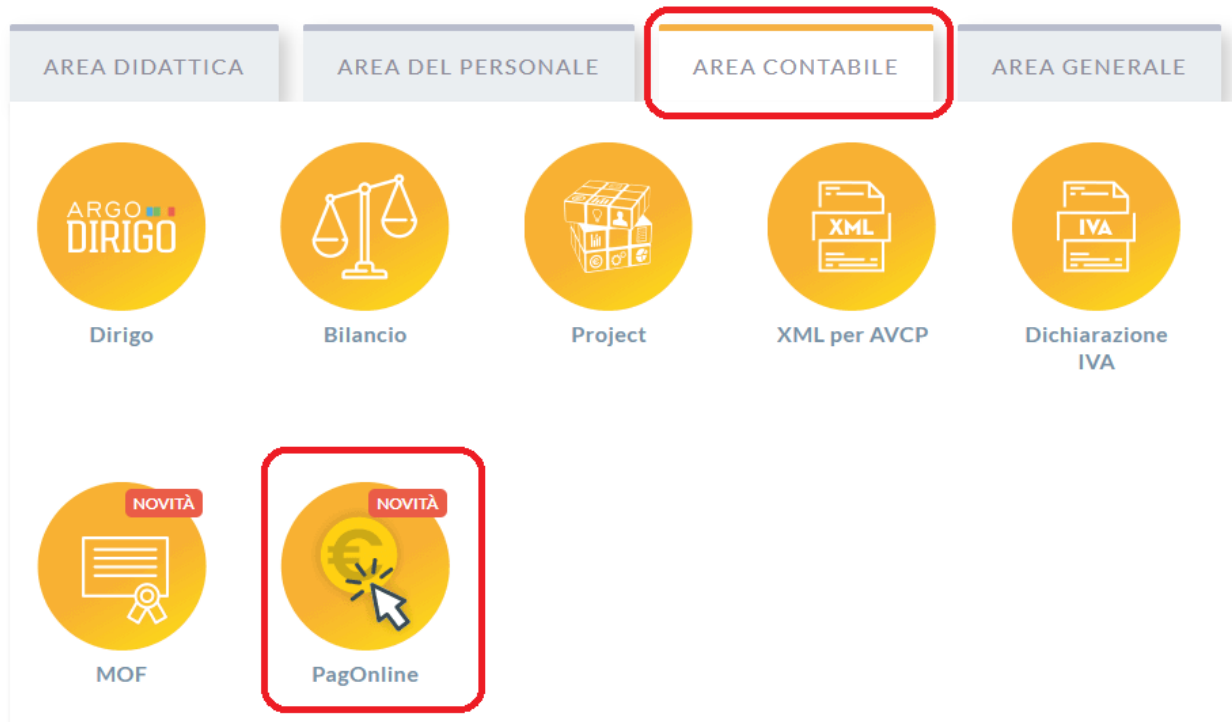 AREA DIDATTICA
AREA DEL PERSONALE
AREA CONTABILE
AREA GENERALE
ARGO
DIRIGO
XML
IVA
Dirigo
Bilancio
Project
XML per AVCP
Dichiarazione
IVA
NOVITÀ
NOVITÀ
€
MOF
PagOnline